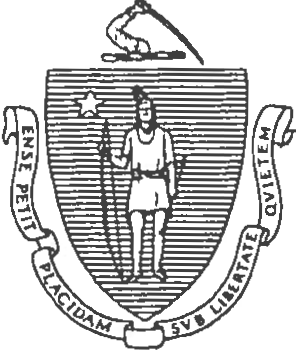 ENSE PETIT
PLACIDAM
SVB LIBERTATE
QVIETEM